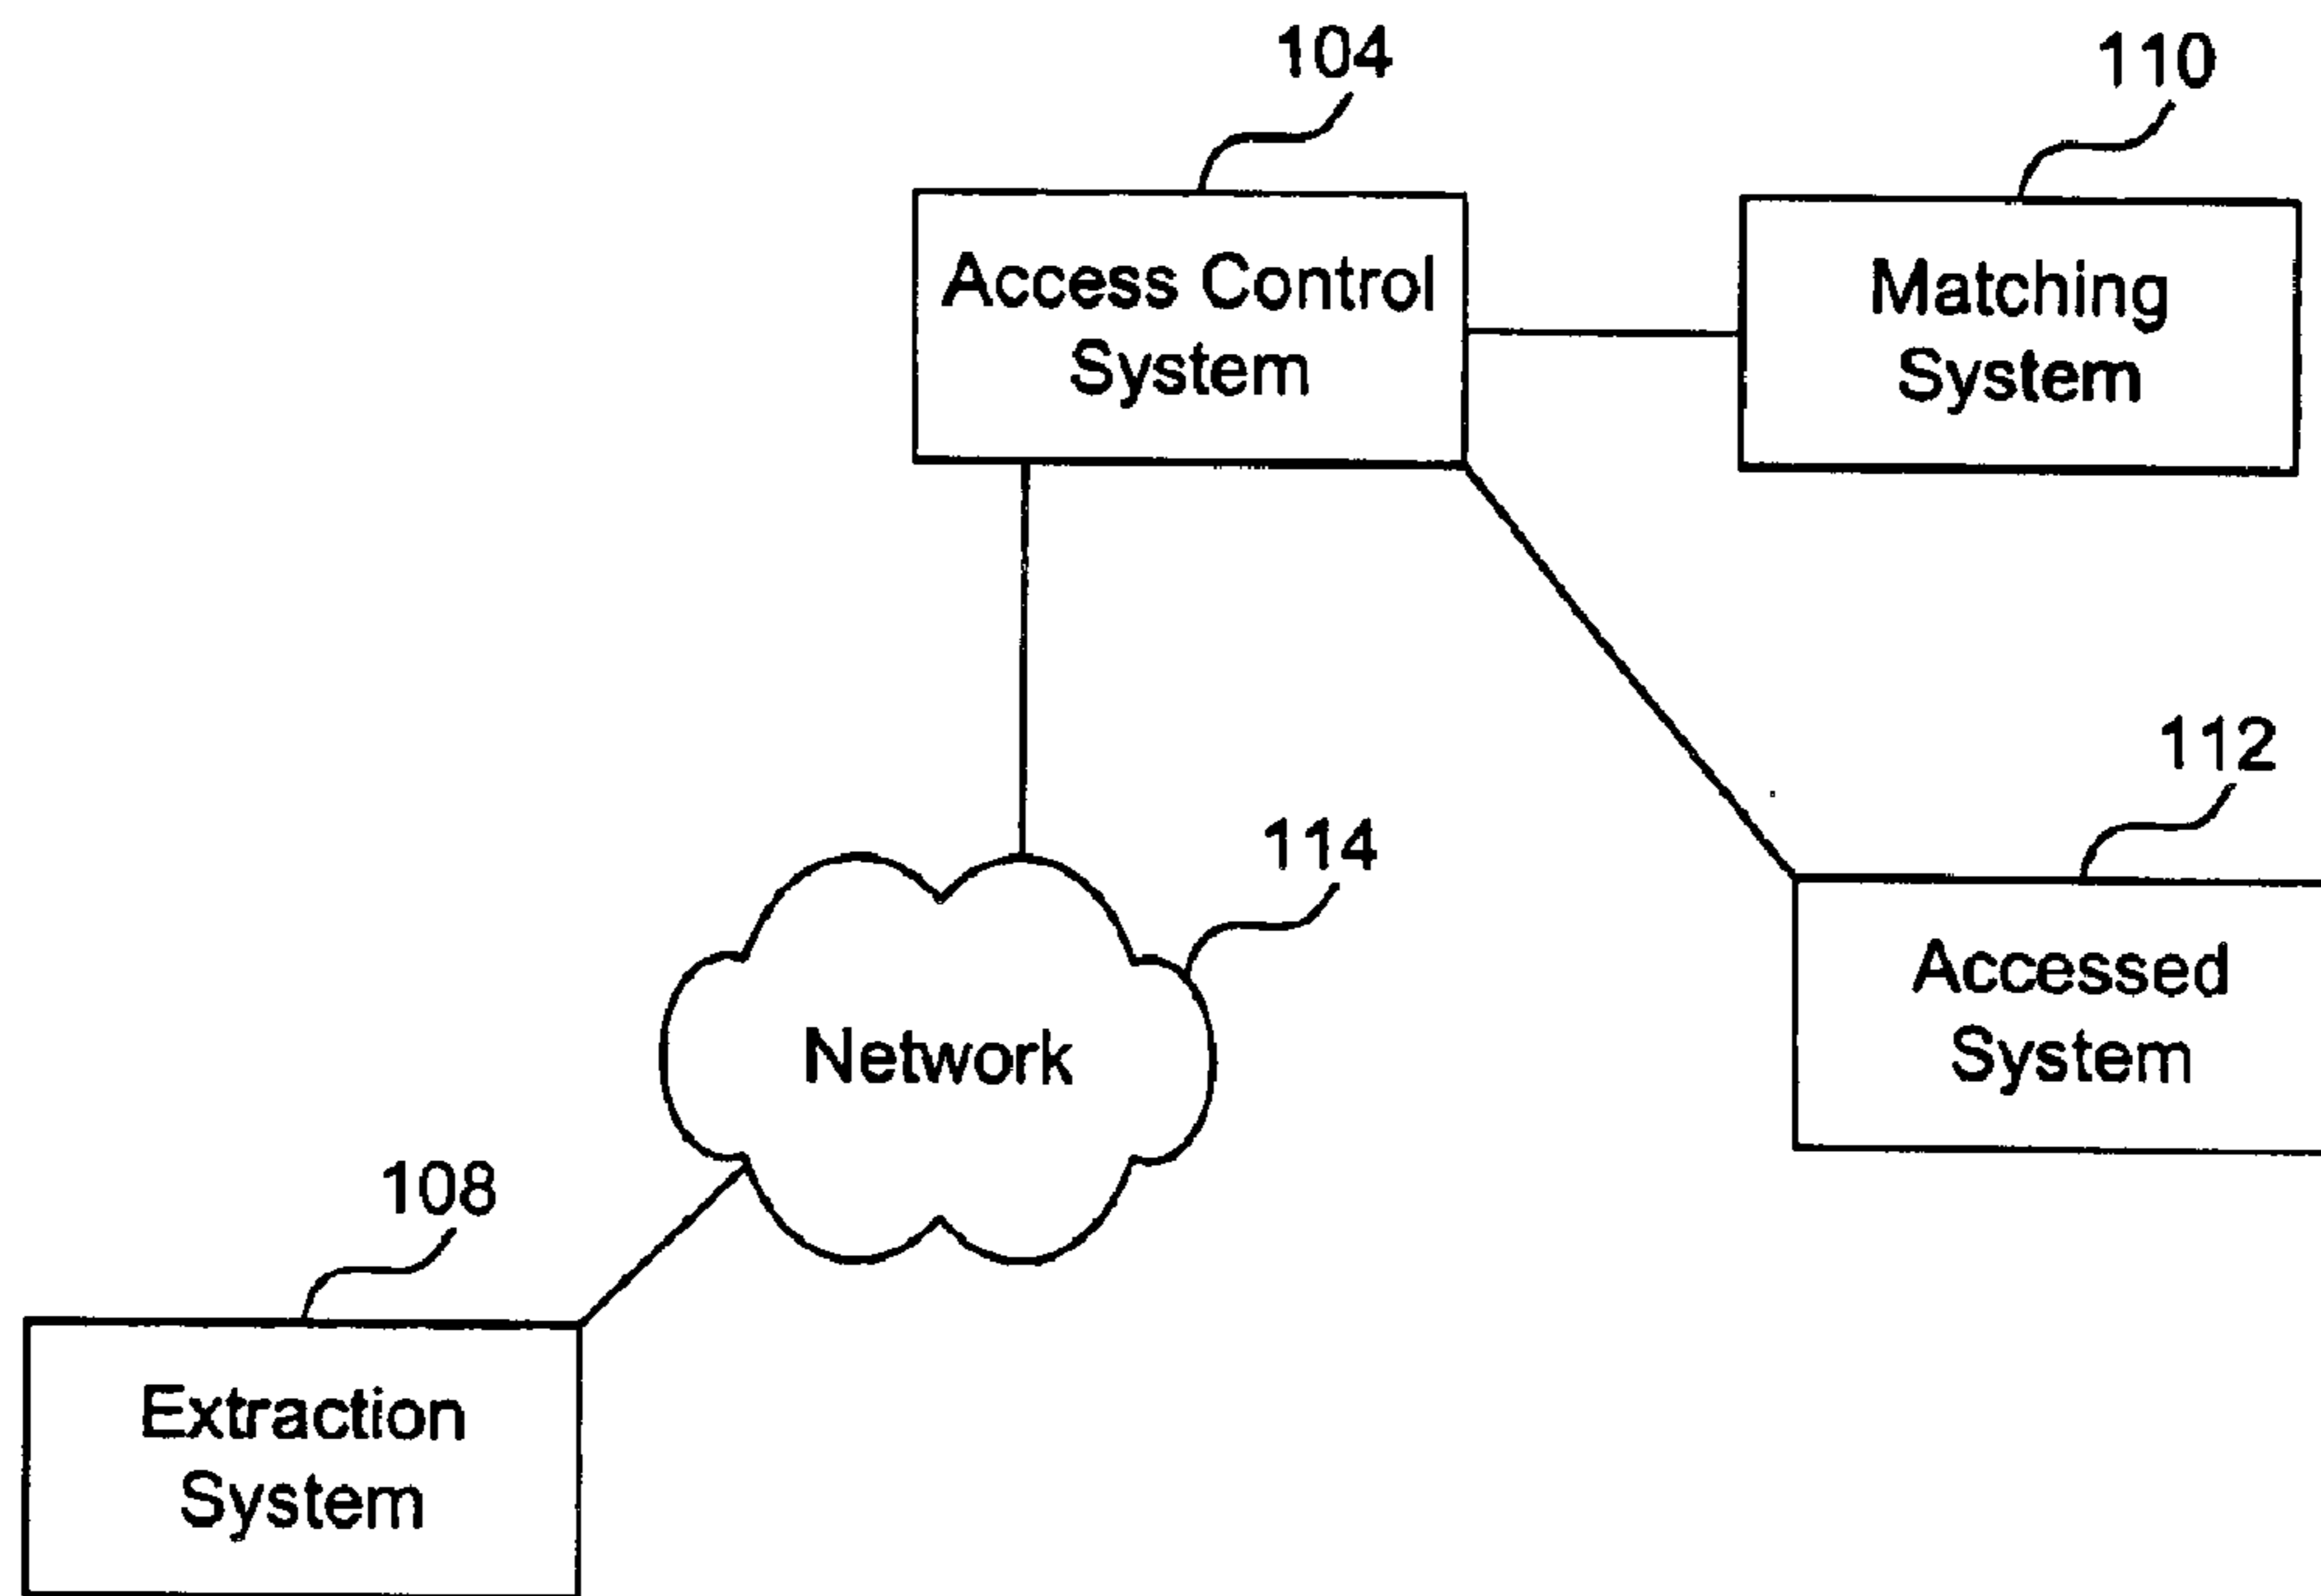 104
110
Access Control
System
Matching
System
112
114
Accessed
System
Network
108
Extraction
System